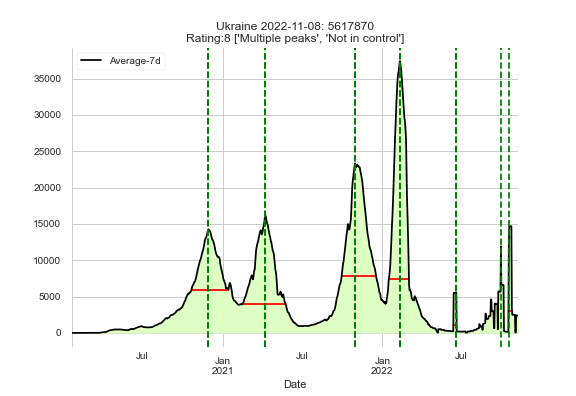 Ukraine 2022-11-08: 5617870
Rating:8 ['Multiple peaks', 'Not in control']
Average-7d
35000
30000
25000
20000
15000
10000
5000
0
Jul
Jan
2021
Jul
Jan
2022
Jul
Date